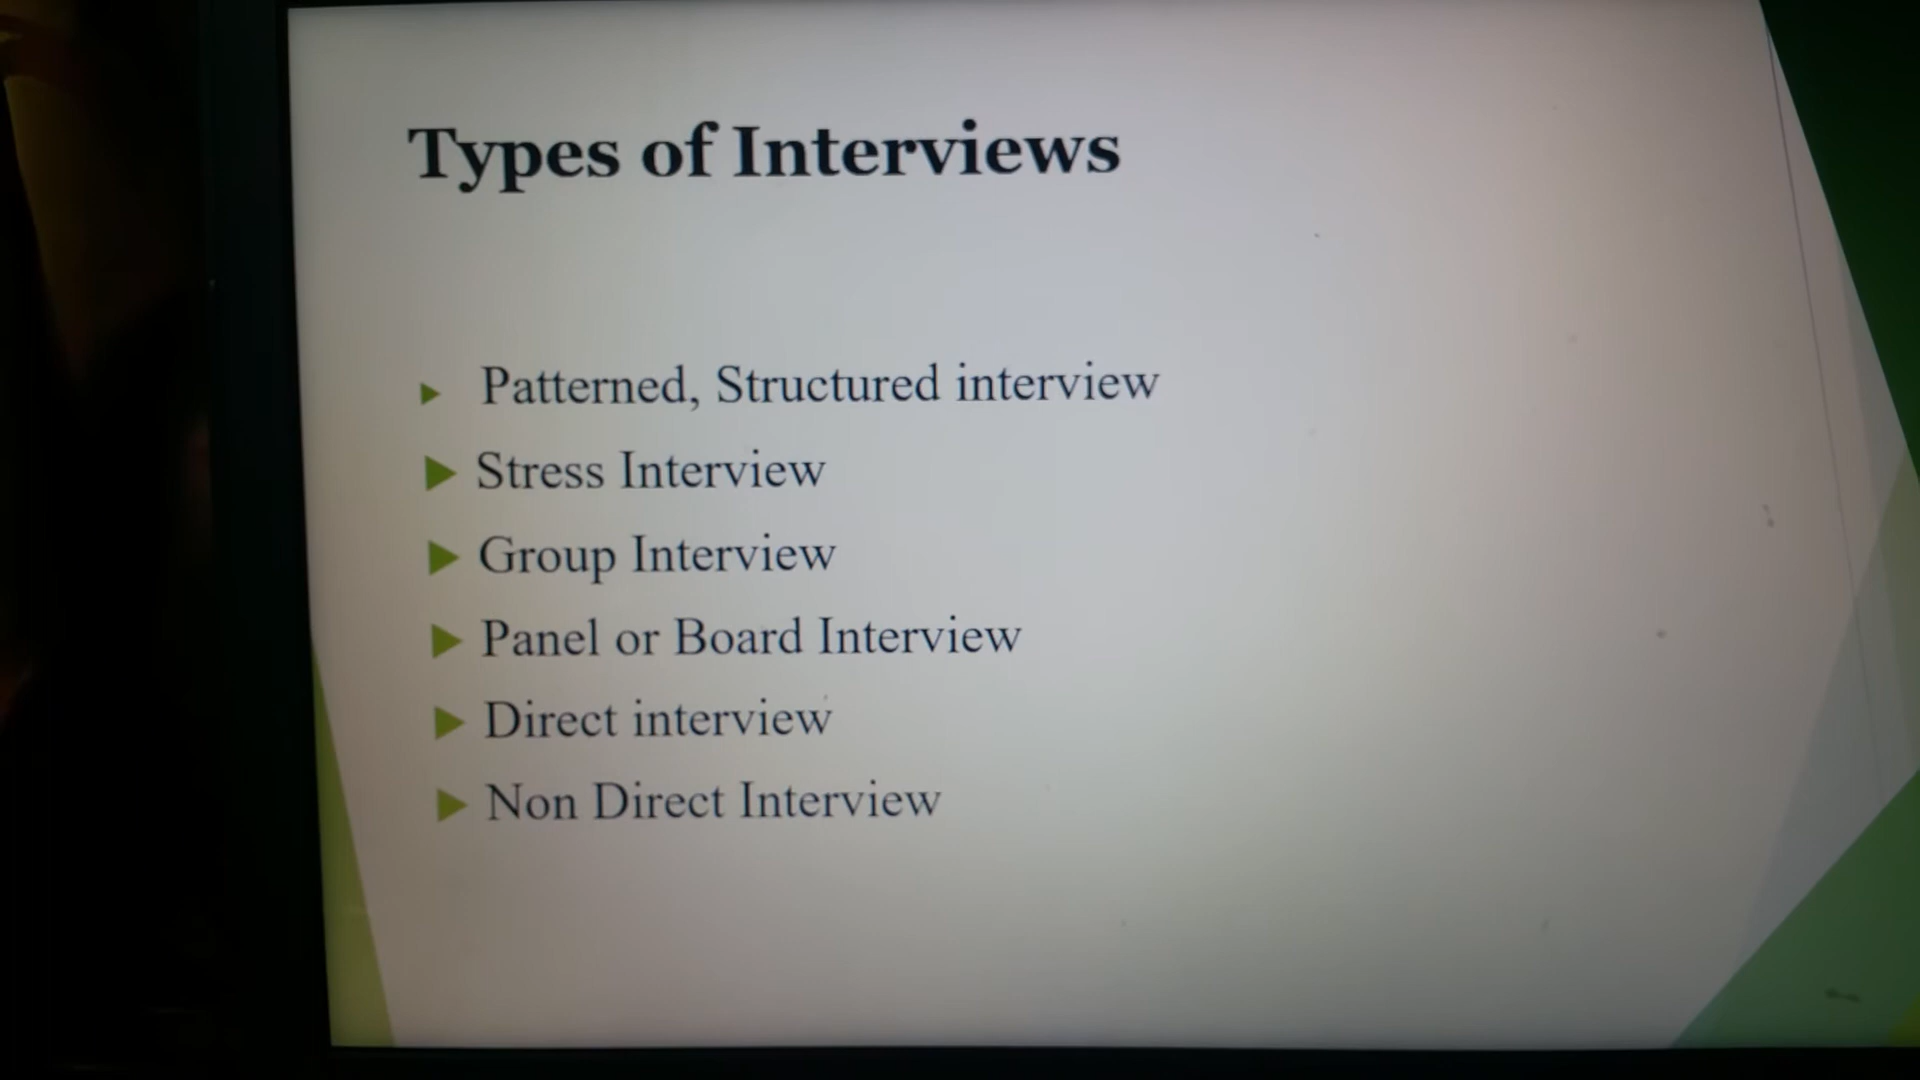 Types of Interviews
Patterned, Structured interview
Stress Interview
Group Interview
Panel or Board Interview
Direct interview
Non Direct Interview